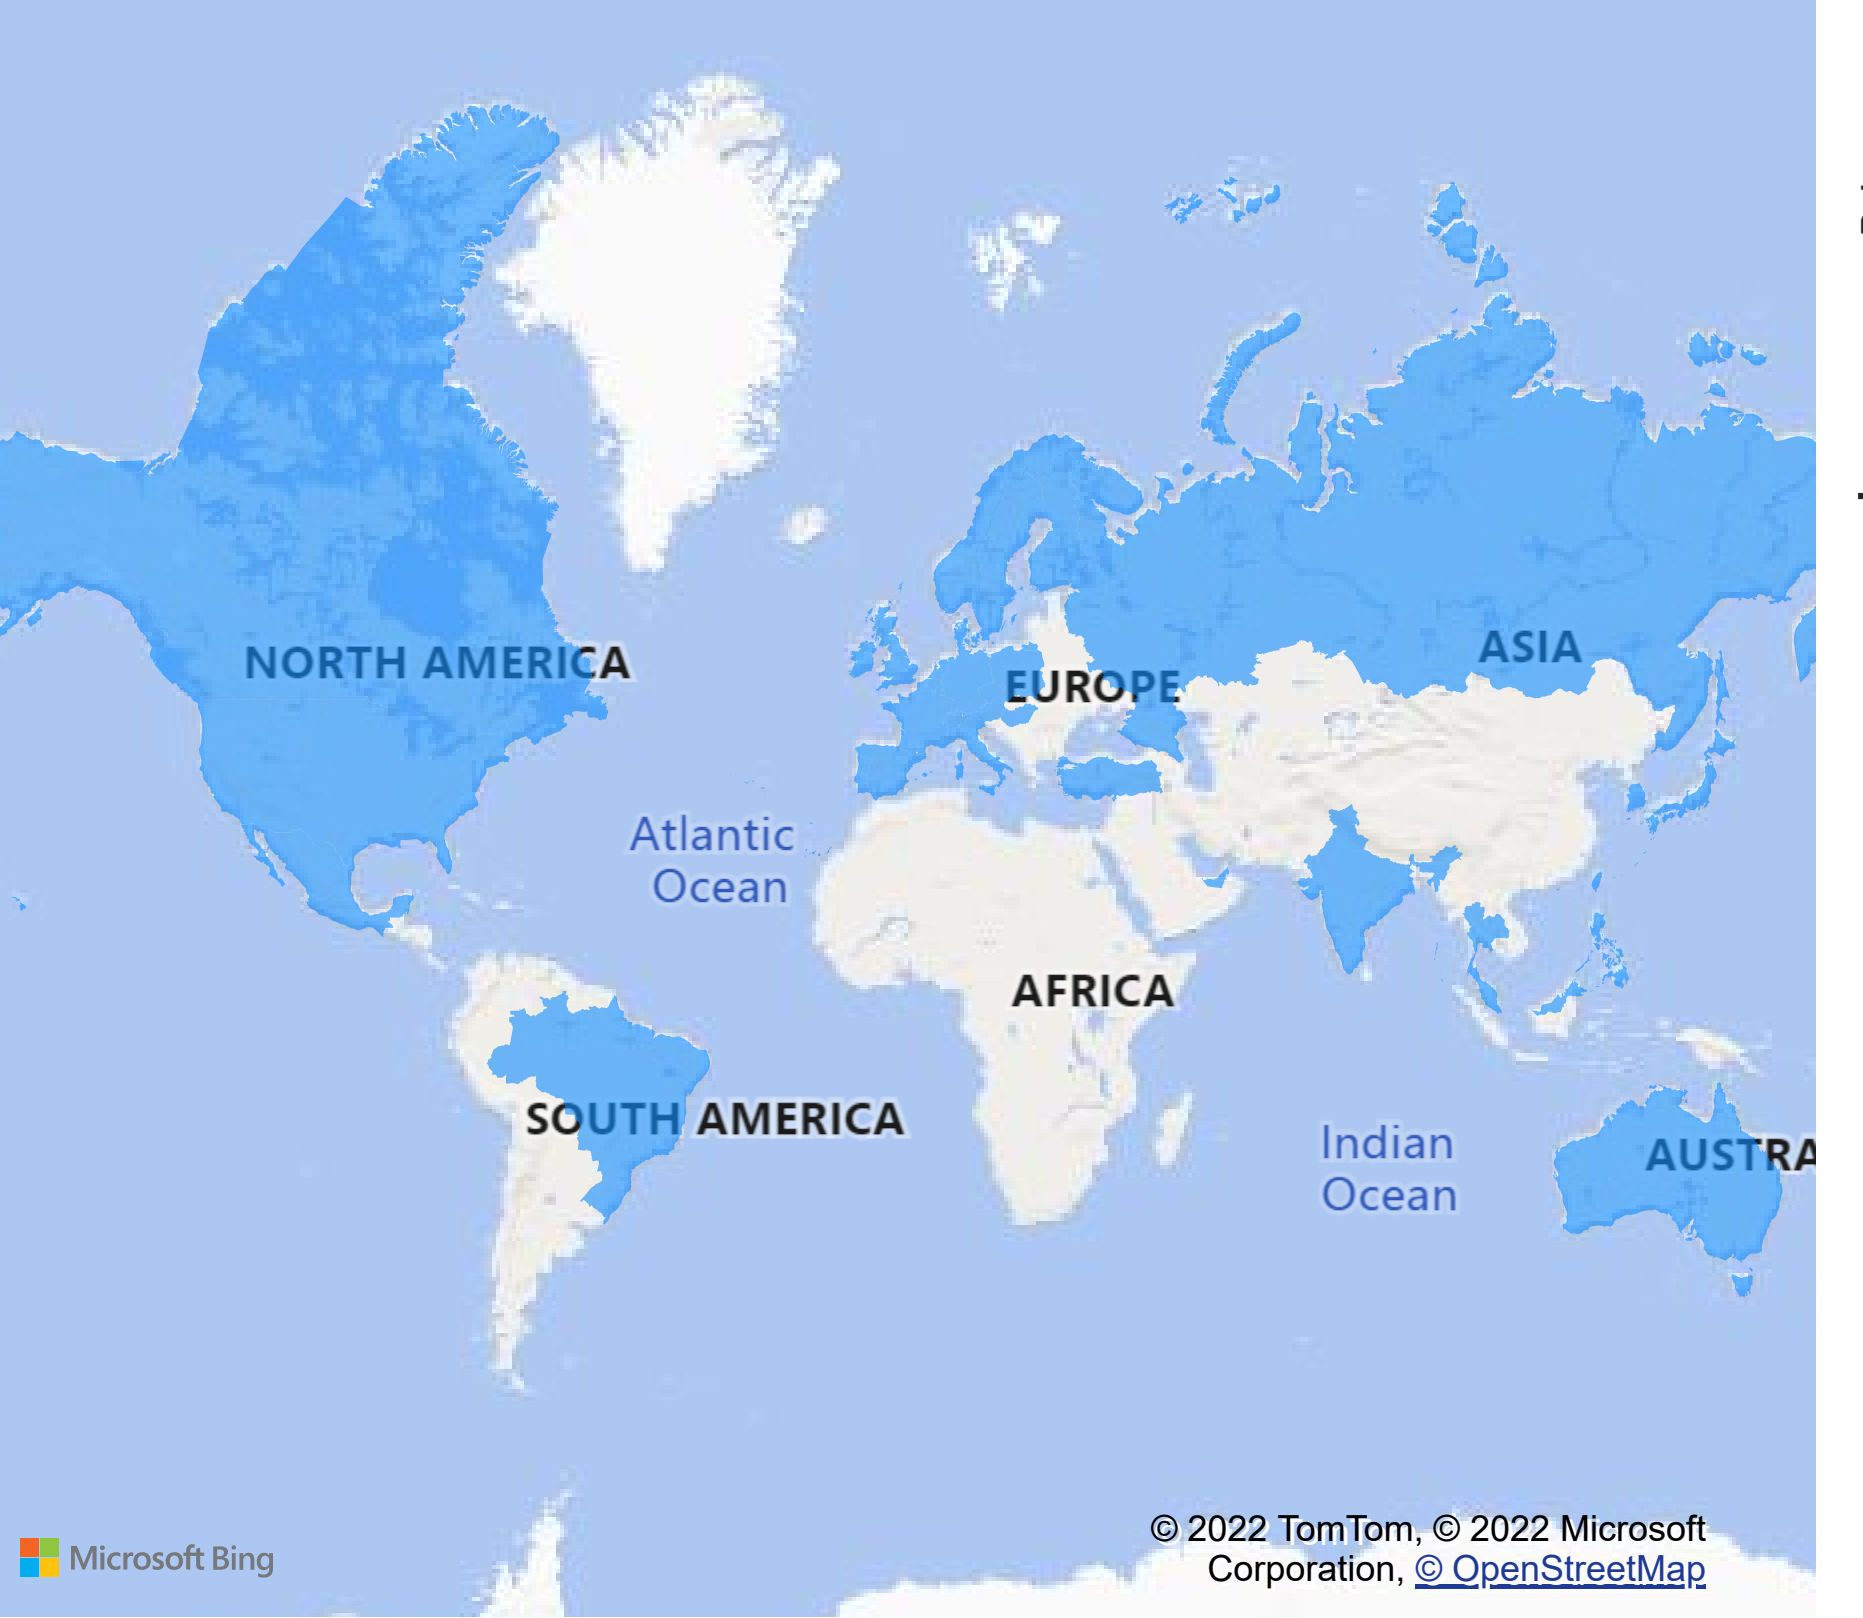 NORTH AMERICA
ASIA
EUROPE
Atlantic
Ocean
AFRICA
SOUTH AMERICA
Indian
Ocean
AUSTRA
© 2022 TomTom, © 2022 Microsoft
Corporation, © OpenStreetMap
Microsoft Bing